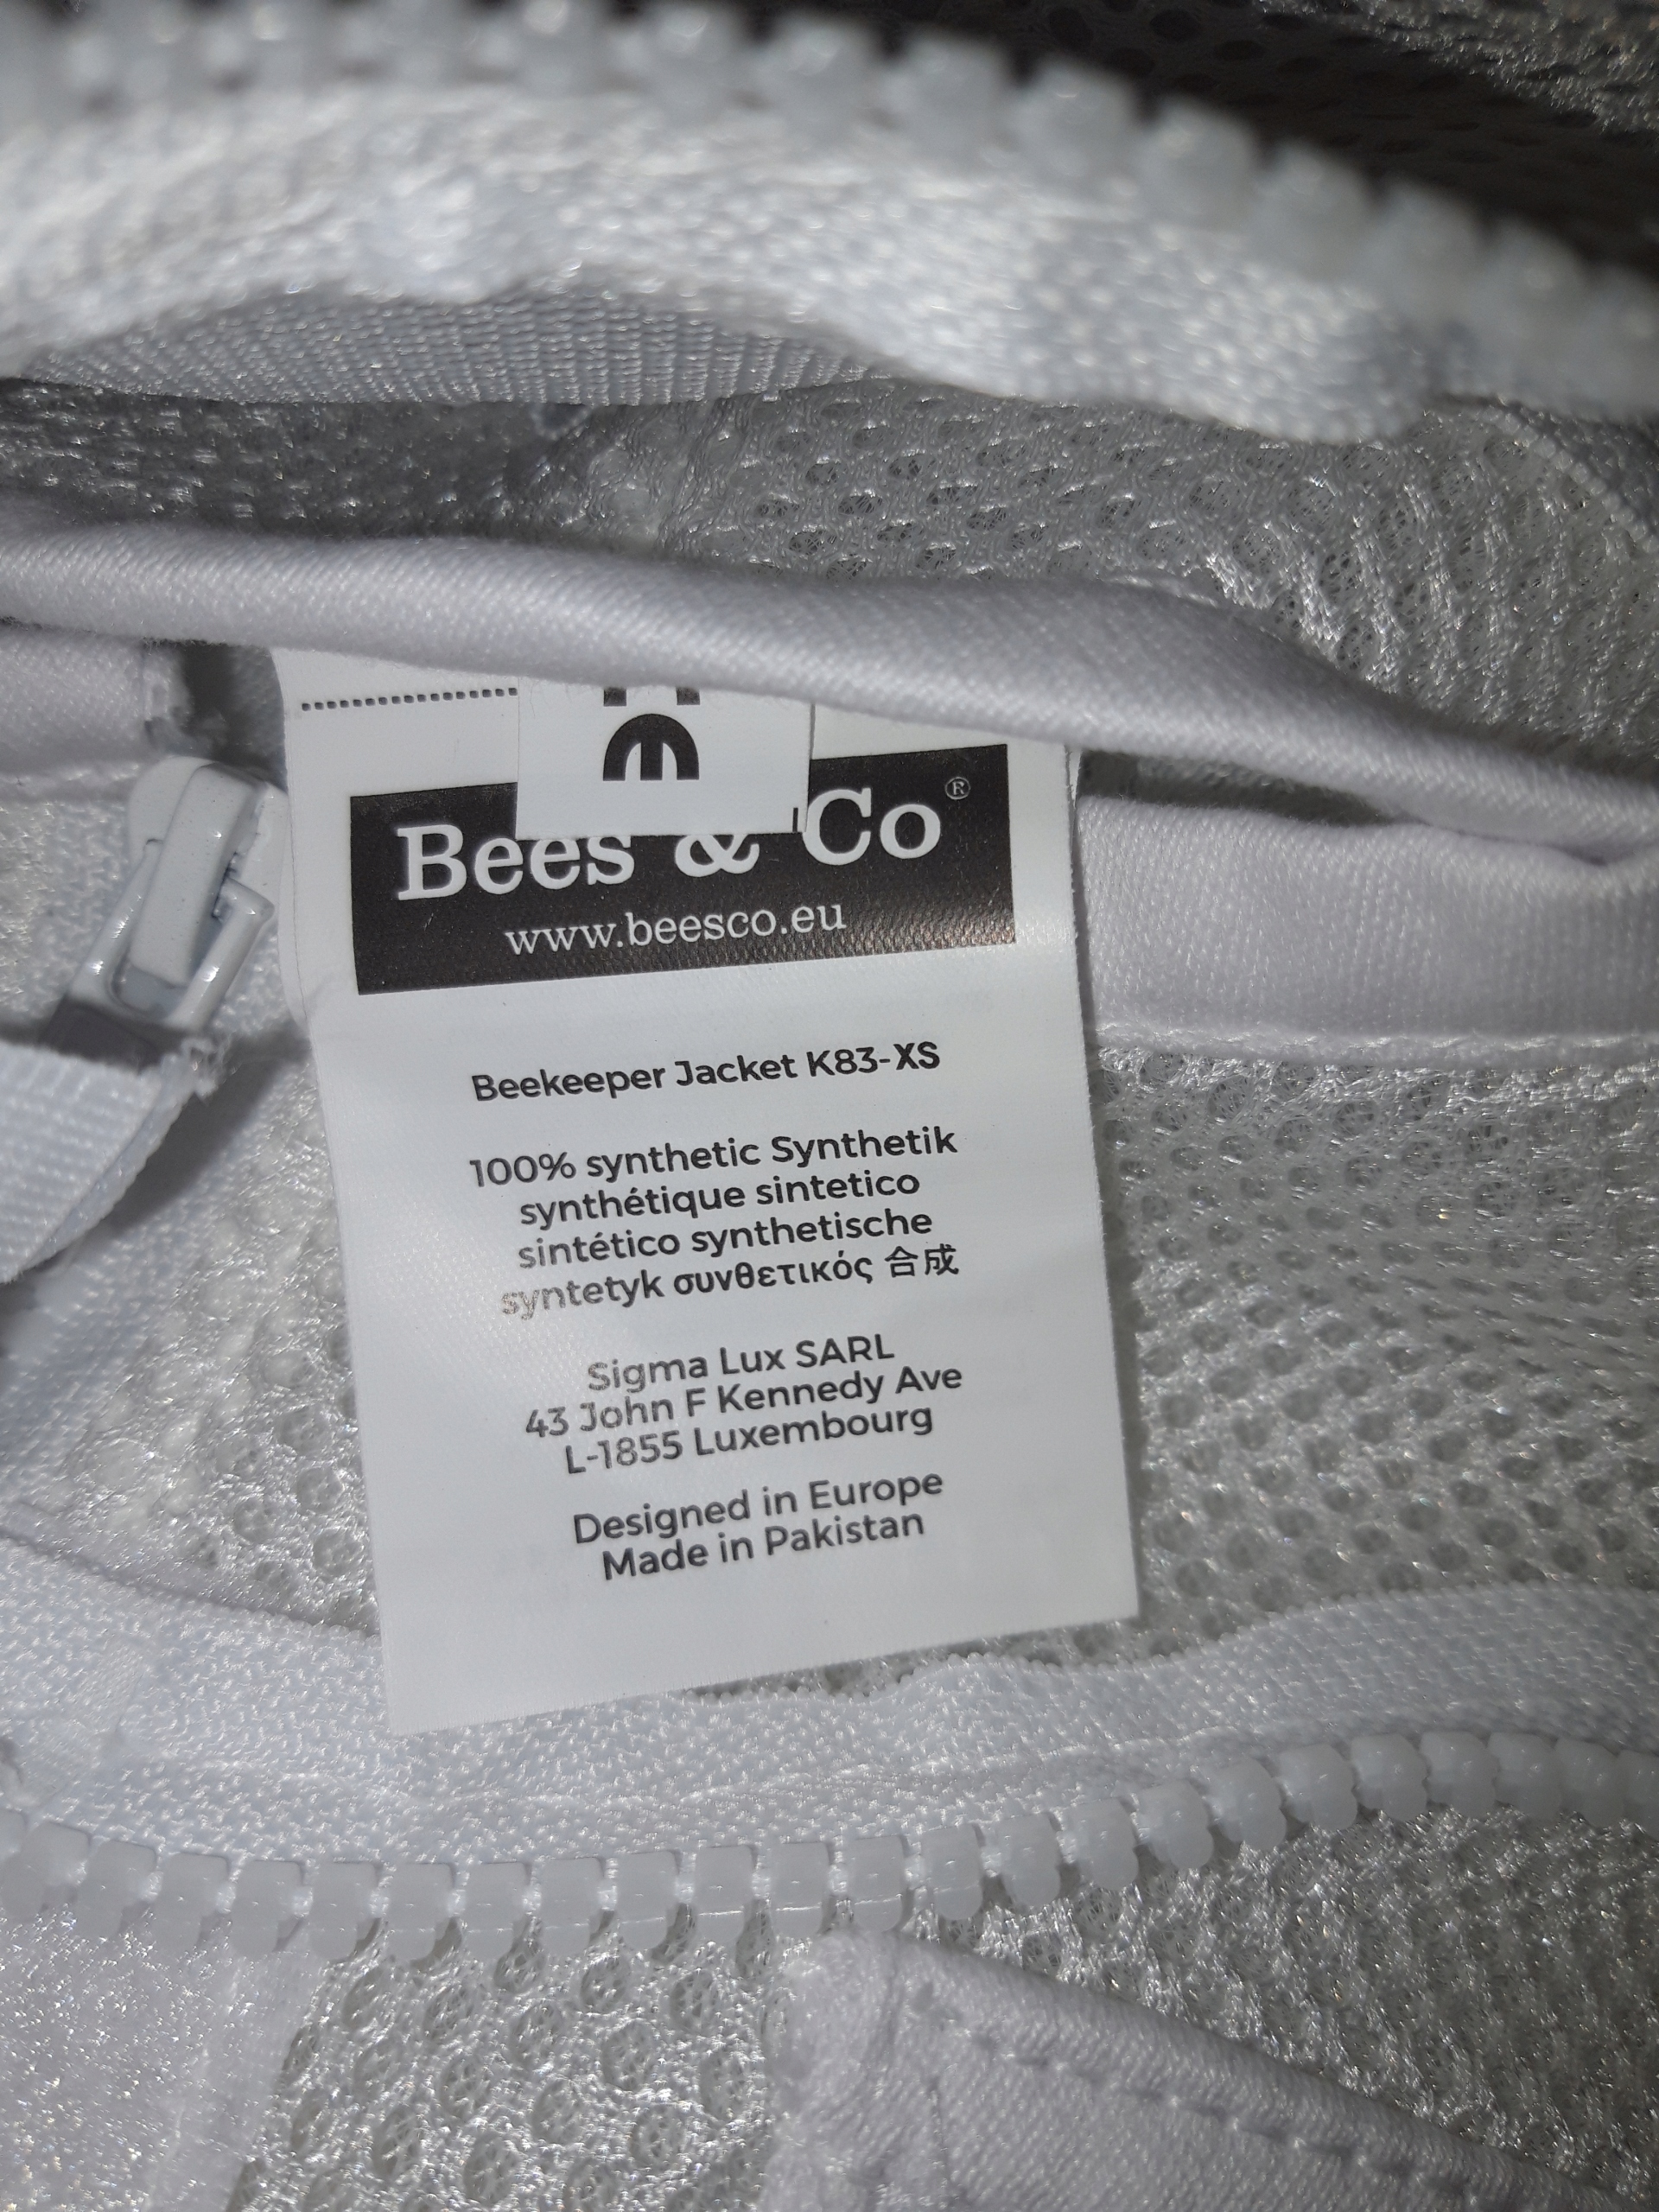 Bees & Co®
www.beesco.eu
Beekeeper Jacket K83-XS
100% synthetic Synthetik
synthétique sintetico
sintético synthetische
syntetyk συνθετικός 合成
Sigma Lux SARL
43 John F Kennedy Ave
L-1855 Luxembourg
Designed in Europe
Made in Pakistan